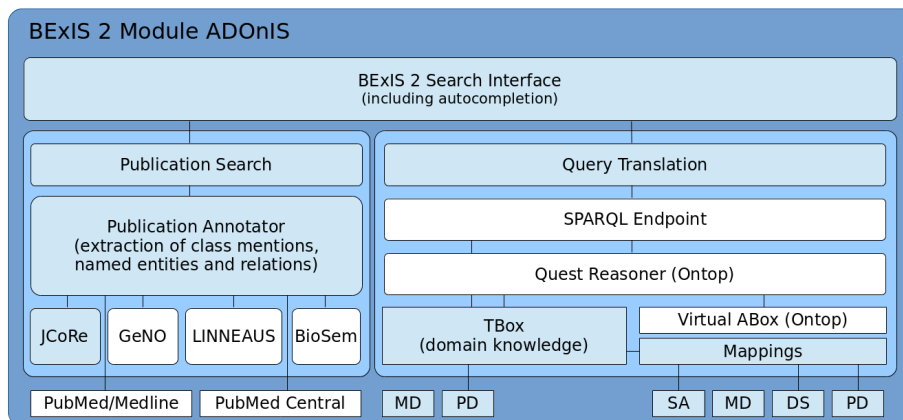 BExIS 2 Module ADOnIS
BExIS 2 Search Interface
(including autocompletion)
Publication Search
Publication Annotator
(extraction of class mentions,
named entities and relations)
JCoRe
GeNO
LINNEAUS
BioSem
PubMed/Medline
PubMed Central
Query Translation
SPARQL Endpoint
Quest Reasoner (Ontop)
TBox
(domain knowledge)
Virtual ABox (Ontop)
Mappings
MD
PD
SA
MD
DS
PD